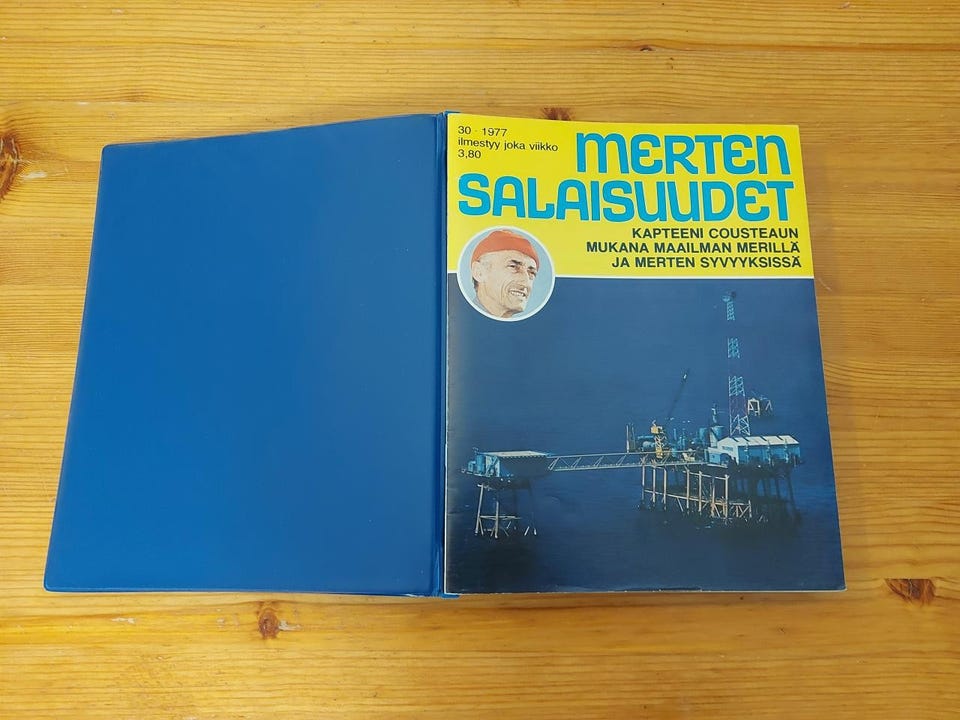 30 - 1977
ilmestyy joka viikko
3,80
MERTEN
SALAISUUDET
KAPTEENI COUSTEAUN
MUKANA MAAILMAN MERILLÄ
JA MERTEN SYVYYKSISSÄ